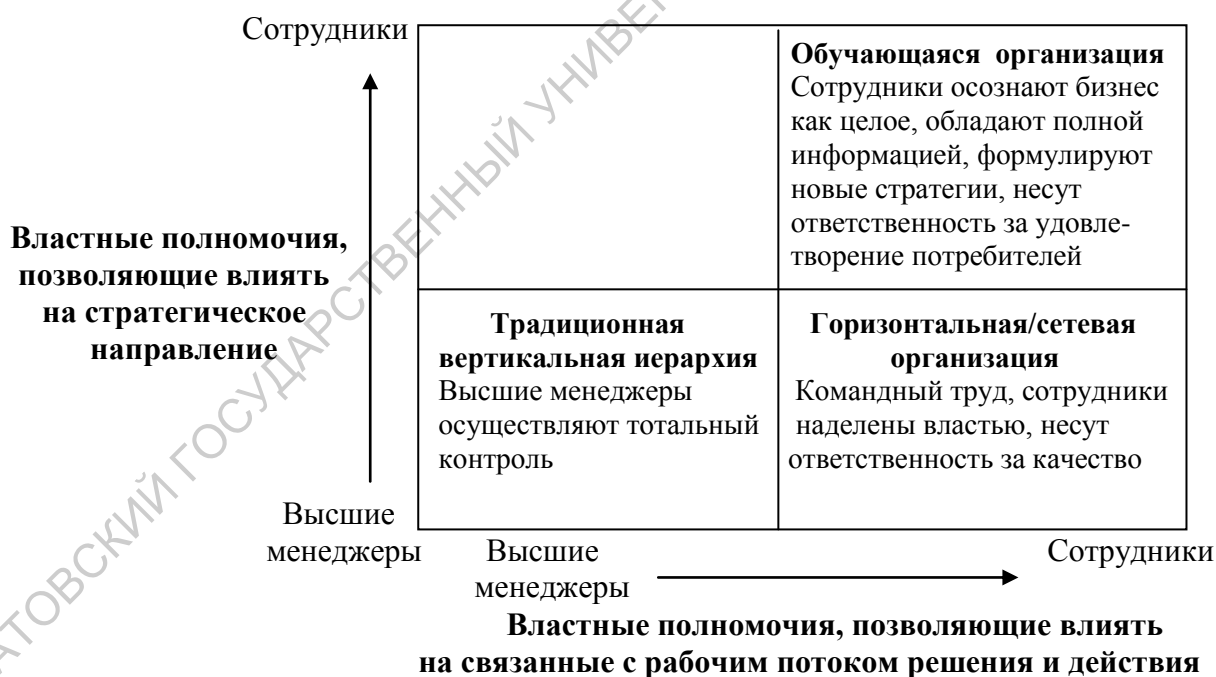 Сотрудники
Обучающаяся организация
Сотрудники осознают бизнес
как целое, обладают полной
информацией, формулируют
новые стратегии, несут
ответственность за удовле-
творение потребителей
Властные полномочия,
позволяющие влиять
на стратегическое
направление
Традиционная
вертикальная иерархия
Высшие менеджеры
осуществляют тотальный
контроль
Горизонтальная/сетевая
организация
Командный труд, сотрудники
наделены властью, несут
ответственность за качество
Высшие
менеджеры
Высшие
менеджеры
Сотрудники
Властные полномочия, позволяющие влиять
на связанные с рабочим потоком решения и действия
АТОВСКИЙ ГОСУДАРСТВЕННЫЙ УНИВЕ